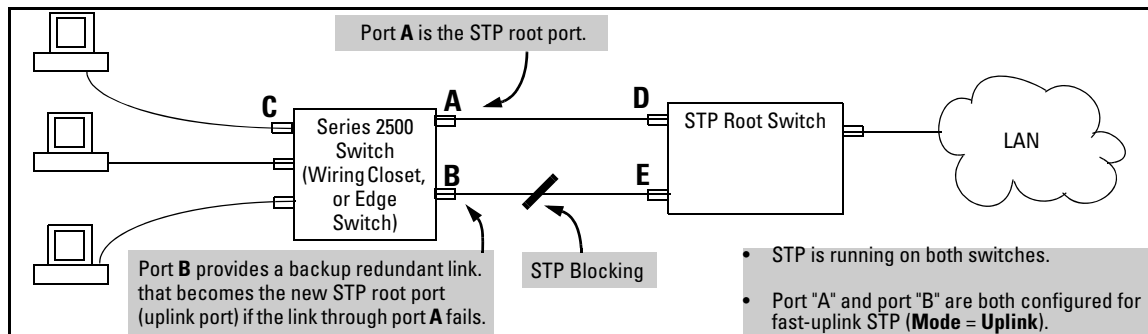 Port A is the STP root port.
C
A
D
Series 2500
Switch
(Wiring Closet,
or Edge
Switch)
STP Root Switch
LAN
B
E
Port B provides a backup redundant link.
that becomes the new STP root port
(uplink port) if the link through port A fails.
STP Blocking
• STP is running on both switches.
• Port "A" and port "B" are both configured for
fast-uplink STP (Mode = Uplink).